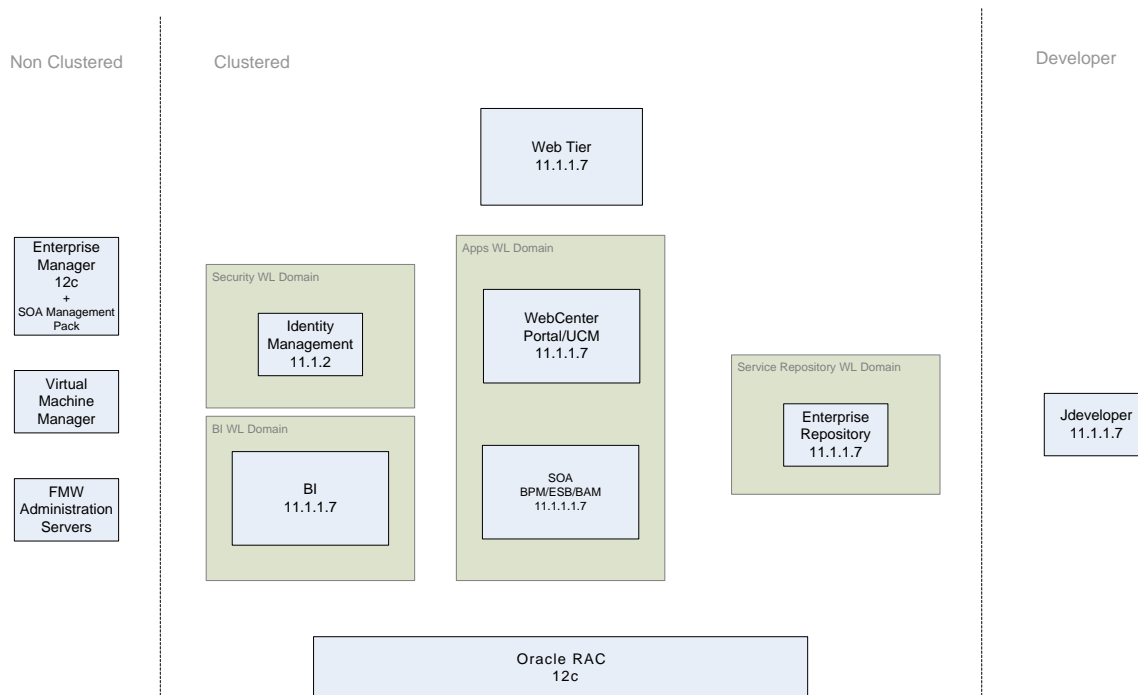 Non Clustered
Clustered
Developer
Web Tier
11.1.1.7
Enterprise
Manager
12c
+
SOA Management
Pack
Virtual
Machine
Manager
FMW
Administration
Servers
Security WL Domain
Identity
Management
11.1.2
BI WL Domain
BI
11.1.1.7
Apps WL Domain
WebCenter
Portal/UCM
11.1.1.7
SOA
BPM/ESB/BAM
11.1.1.1.7
Service Repository WL Domain
Enterprise
Repository
11.1.1.7
Jdeveloper
11.1.1.7
Oracle RAC
12c